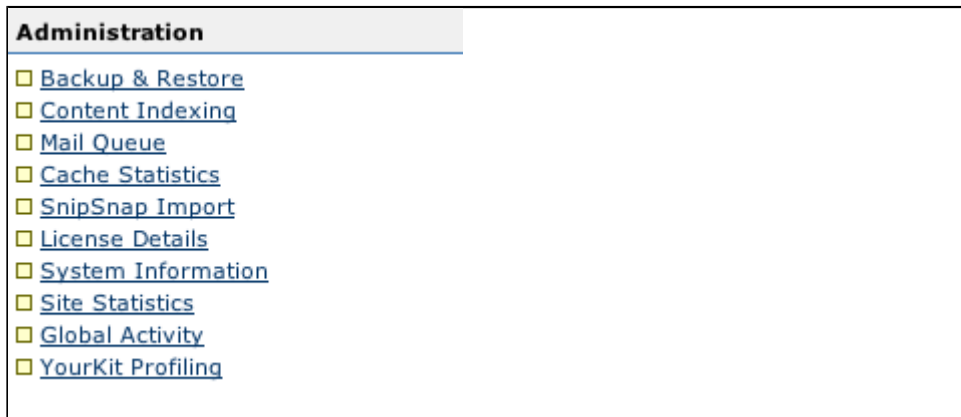 Administration
Backup & Restore
Content Indexing
Mail Queue
Cache Statistics
SnipSnap Import
License Details
System Information
Site Statistics
Global Activity
YourKit Profiling